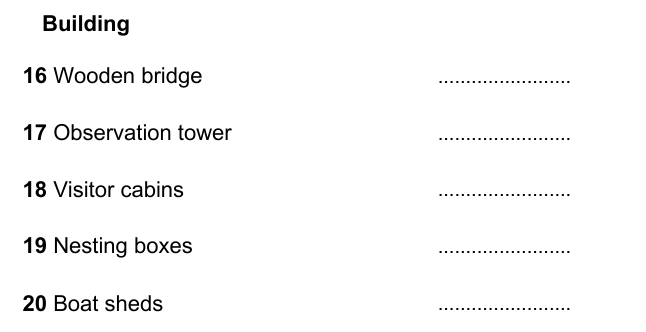 Building
16 Wooden bridge .......................
17 Observation tower .......................
18 Visitor cabins .......................
19 Nesting boxes .......................
20 Boat sheds .......................